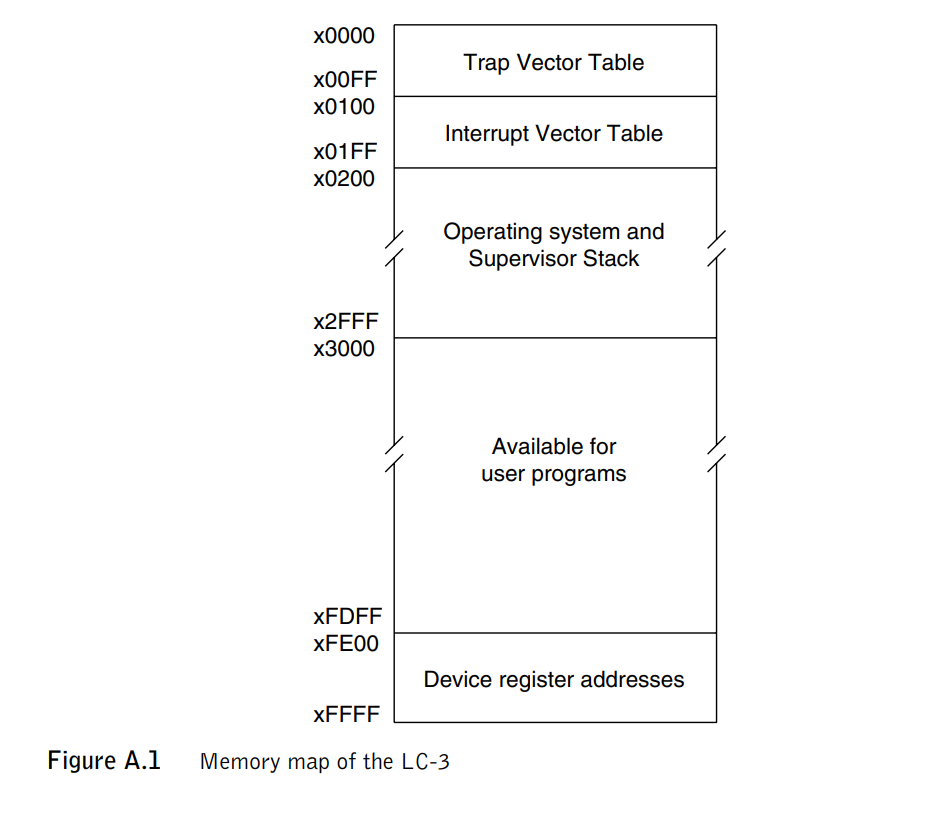 x0000
Trap Vector Table
x00FF
x0100
Interrupt Vector Table
x01FF
x0200
Operating system and
Supervisor Stack
x2FFF
x3000
Available for
user programs
xFDFF
xFE00
Device register addresses
xFFFF
Figure A.1 Memory map of the LC-3